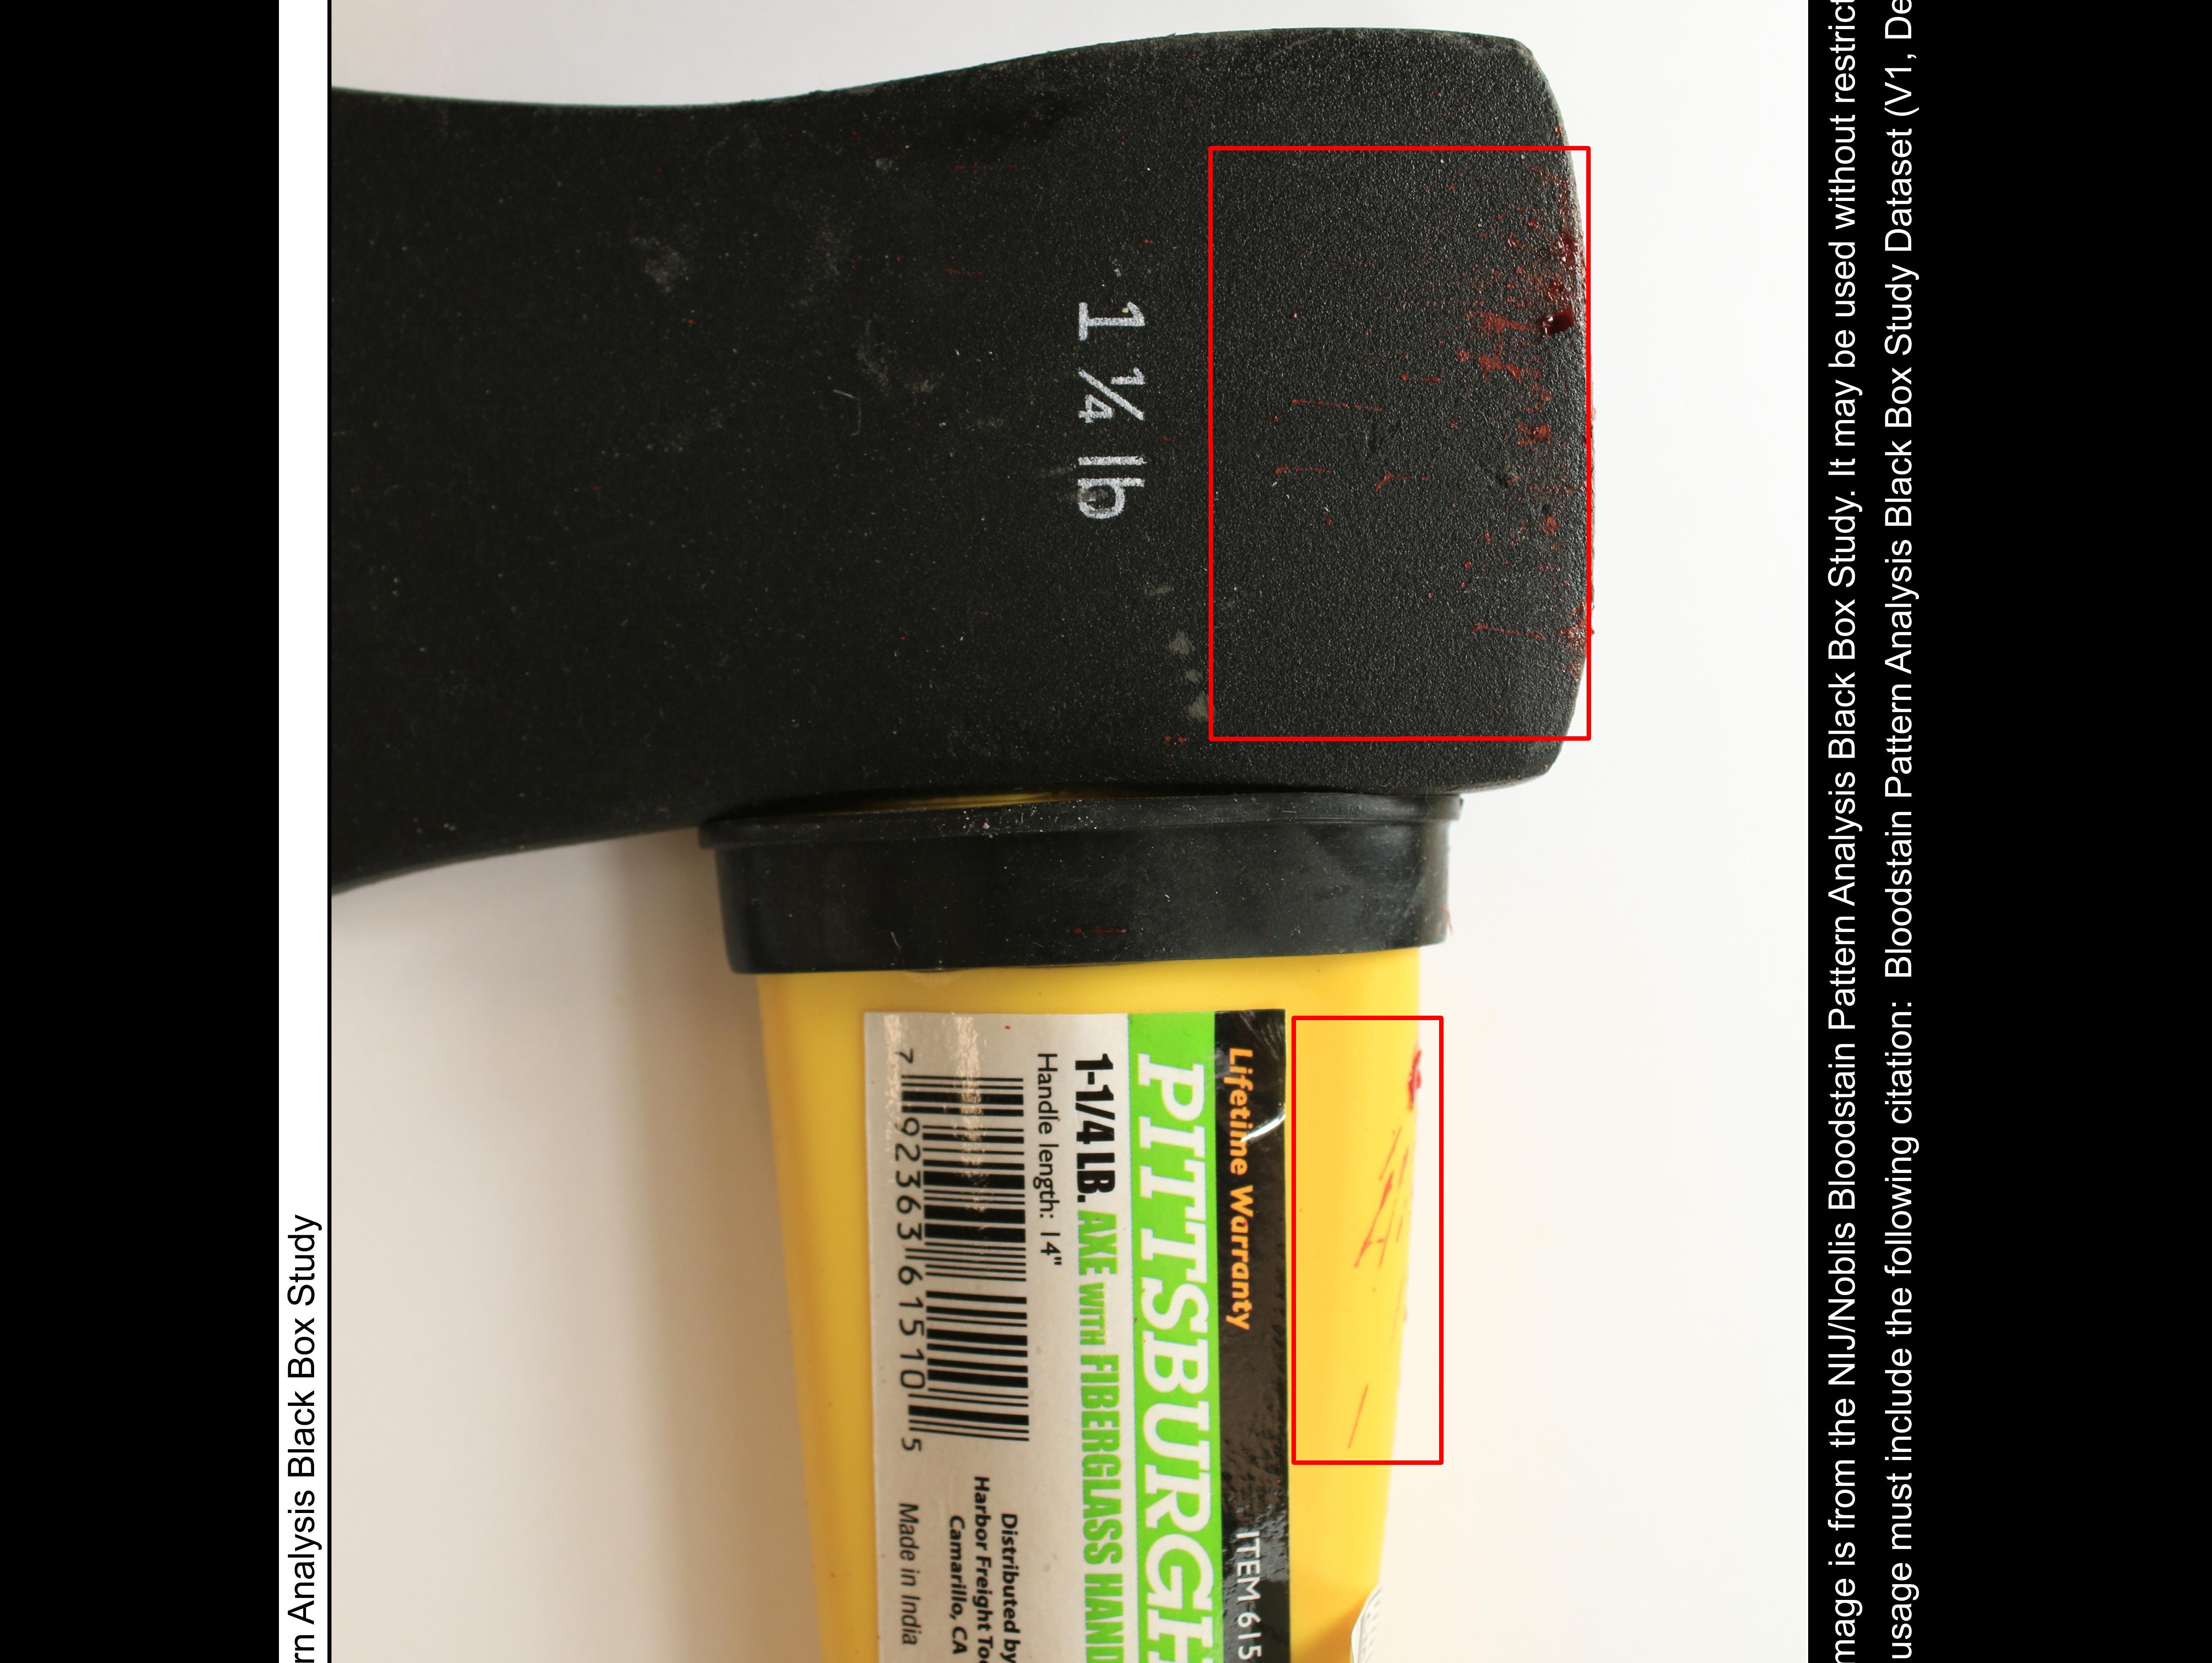 rn Analysis Black Box Study
1 ¼ lb
Lifetime Warranty
ITEM 615
PITTSBURGH
1-1/4 LB. AXE WITH FIBERGLASS HAND
Handle length: 14"
7 92363 61510 5
Distributed by
Harbor Freight Too
Camarillo, CA
Made in India
mage is from the NIJ/Noblis Bloodstain Pattern Analysis Black Box Study. It may be used without restrict
usage must include the following citation: Bloodstain Pattern Analysis Black Box Study Dataset (V1, De